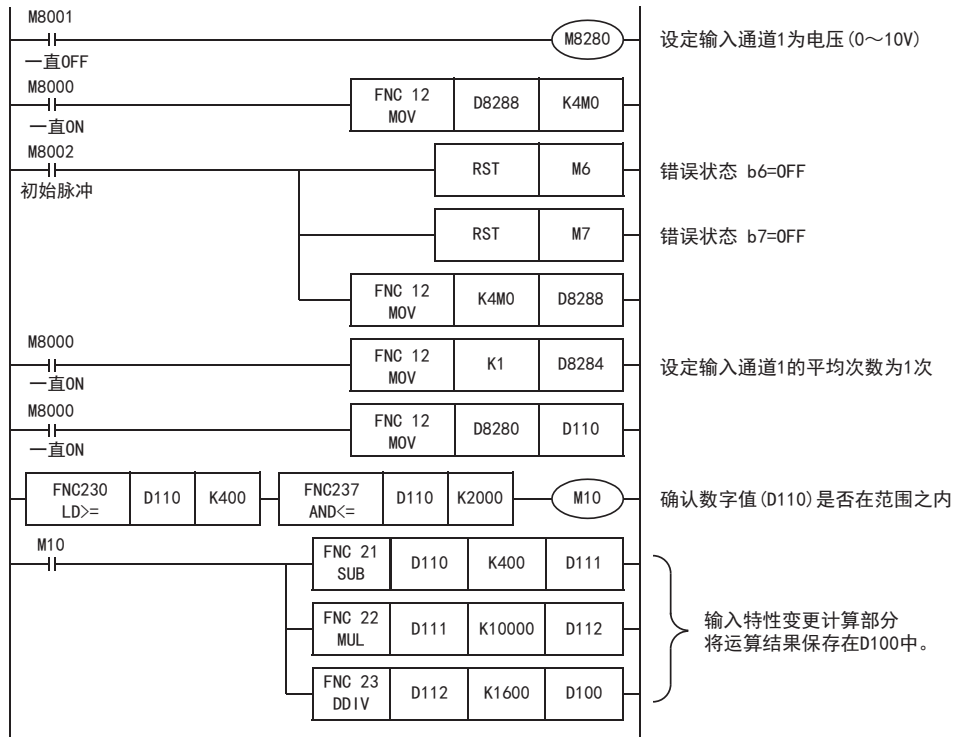 M8001
一直OFF
M8280
设定输入通道1为电压(0～10V)
M8000
一直ON
FNC 12
MOV
D8288
K4M0
M8002
初始脉冲
RST
M6
错误状态 b6=OFF
RST
M7
错误状态 b7=OFF
FNC 12
MOV
K4M0
D8288
M8000
一直ON
FNC 12
MOV
K1
D8284
设定输入通道1的平均次数为1次
M8000
一直ON
FNC 12
MOV
D8280
D110
FNC230
LD>=
D110
K400
FNC237
AND<=
D110
K2000
M10
确认数字值(D110)是否在范围之内
M10
FNC 21
SUB
D110
K400
D111
FNC 22
MUL
D111
K10000
D112
FNC 23
DDIV
D112
K1600
D100
输入特性变更计算部分
将运算结果保存在D100中。